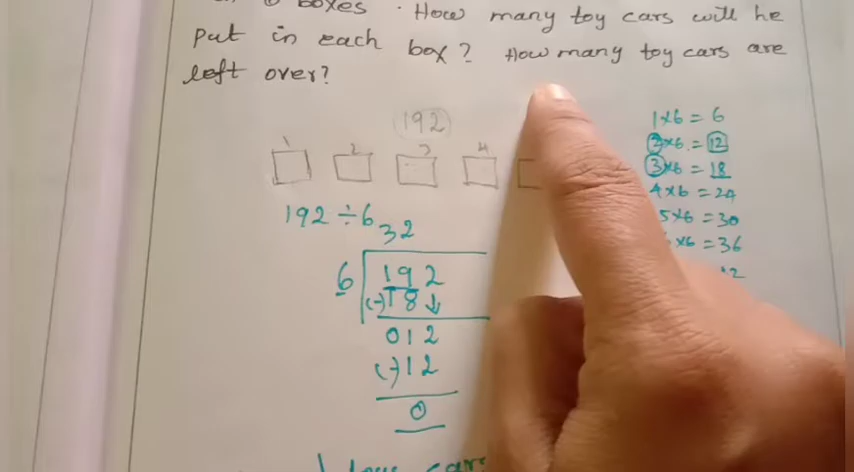 boxes. How many toy cars will he
put in each box? How many toy cars are
left over?
192
1 2 3 4
1x6 = 6
2x6 = 12
3x6 = 18
4x6 = 24
5x6 = 30
x6 = 36
192 ÷ 6
32
6 192
(-) 18 ↓
012
(-) 12
0